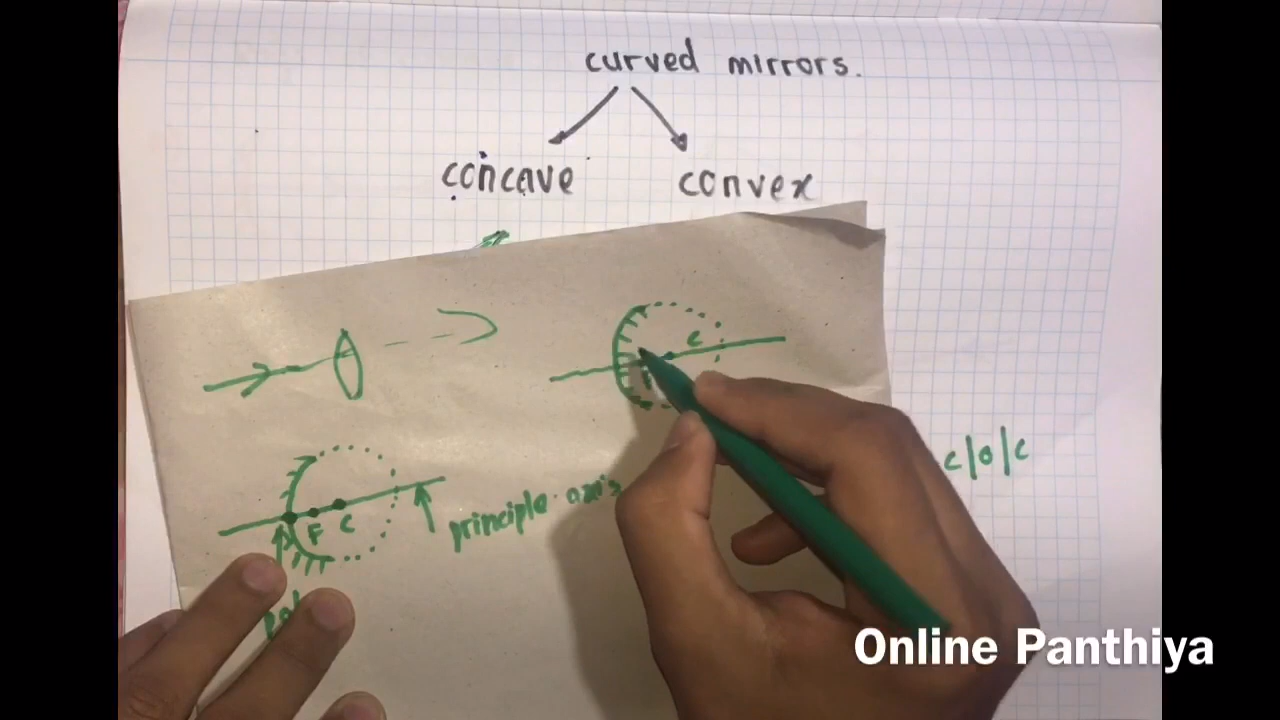 curved mirrors.
concave convex
C
c/o/c
F C
principle axis
Online Panthiya